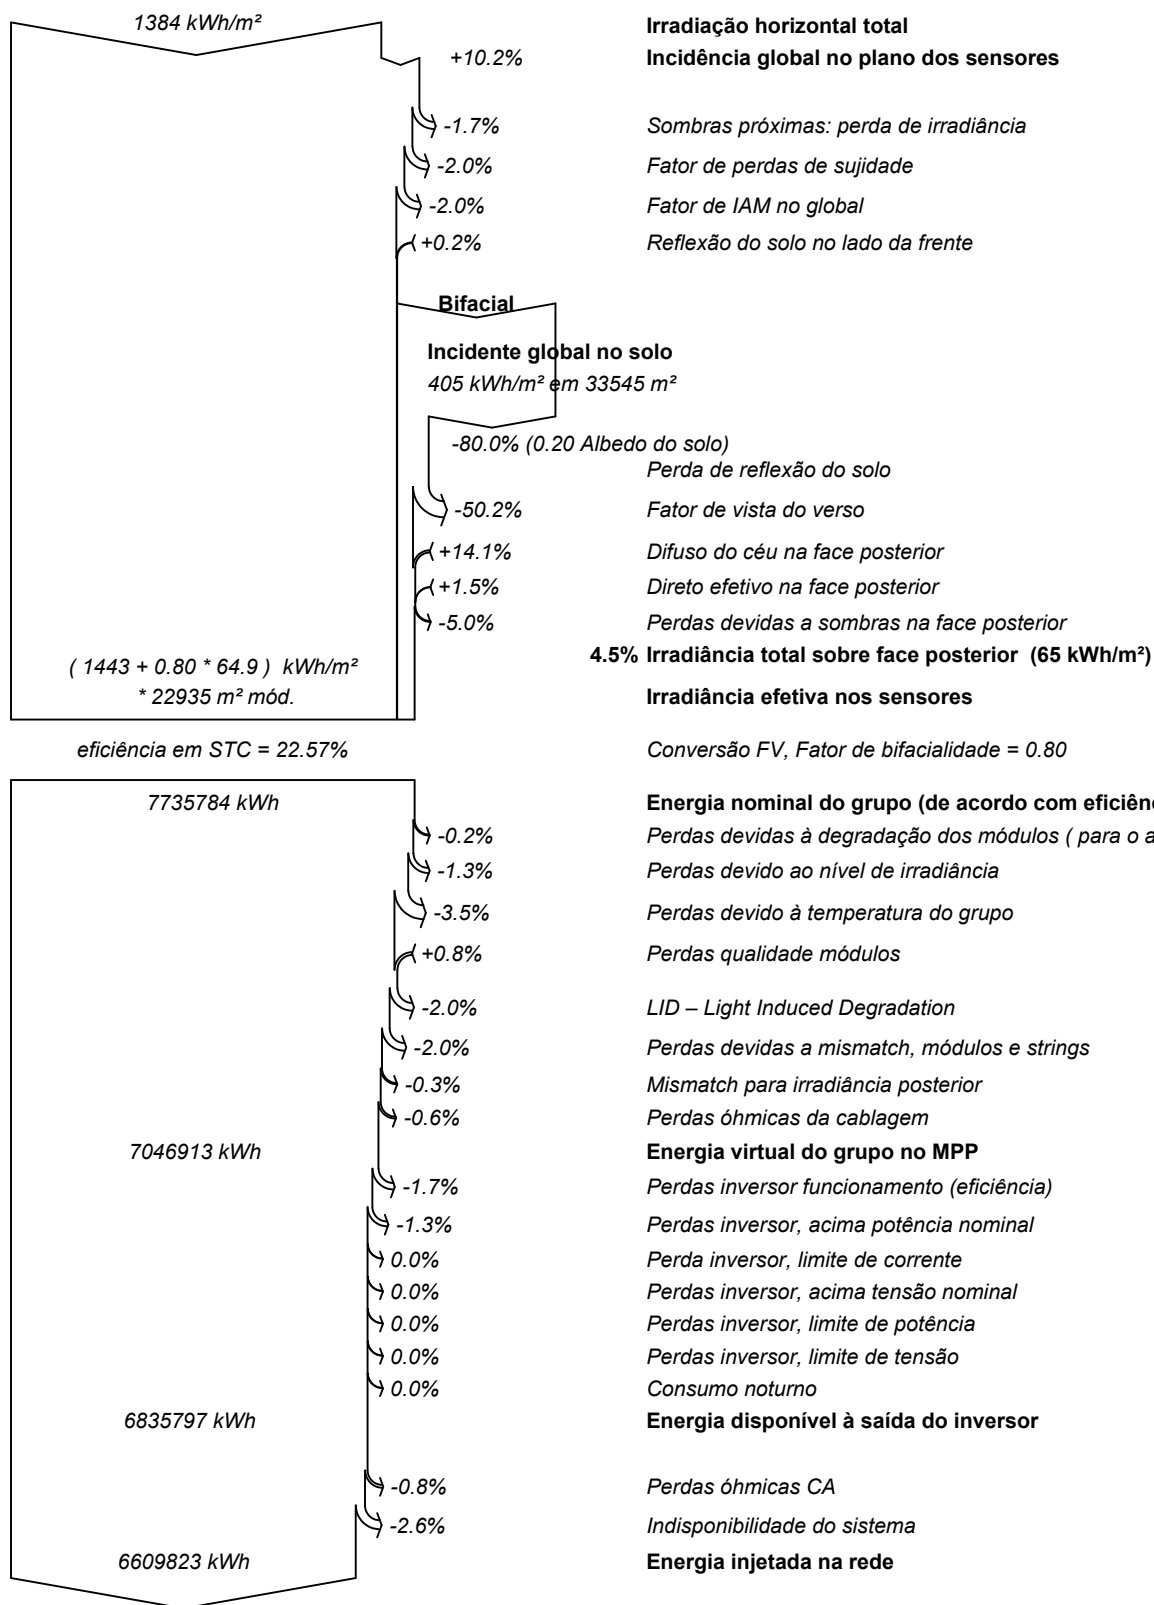 1384 kWh/m² Irradiação horizontal total
+10.2% Incidência global no plano dos sensores
-1.7% Sombras próximas: perda de irradiância
-2.0% Fator de perdas de sujidade
-2.0% Fator de IAM no global
+0.2% Reflexão do solo no lado da frente
Bifacial
Incidente global no solo
405 kWh/m² em 33545 m²
-80.0% (0.20 Albedo do solo)
Perda de reflexão do solo
-50.2% Fator de vista do verso
+14.1% Difuso do céu na face posterior
+1.5% Direto efetivo na face posterior
-5.0% Perdas devidas a sombras na face posterior
4.5% Irradiância total sobre face posterior (65 kWh/m²)
( 1443 + 0.80 * 64.9 ) kWh/m²
* 22935 m² mód. Irradiância efetiva nos sensores
eficiência em STC = 22.57% Conversão FV, Fator de bifacialidade = 0.80
7735784 kWh Energia nominal do grupo (de acordo com eficiênc
-0.2% Perdas devidas à degradação dos módulos ( para o a
-1.3% Perdas devido ao nível de irradiância
-3.5% Perdas devido à temperatura do grupo
+0.8% Perdas qualidade módulos
-2.0% LID – Light Induced Degradation
-2.0% Perdas devidas a mismatch, módulos e strings
-0.3% Mismatch para irradiância posterior
-0.6% Perdas óhmicas da cablagem
7046913 kWh Energia virtual do grupo no MPP
-1.7% Perdas inversor funcionamento (eficiência)
-1.3% Perdas inversor, acima potência nominal
0.0% Perda inversor, limite de corrente
0.0% Perdas inversor, acima tensão nominal
0.0% Perdas inversor, limite de potência
0.0% Perdas inversor, limite de tensão
0.0% Consumo noturno
6835797 kWh Energia disponível à saída do inversor
-0.8% Perdas óhmicas CA
-2.6% Indisponibilidade do sistema
6609823 kWh Energia injetada na rede